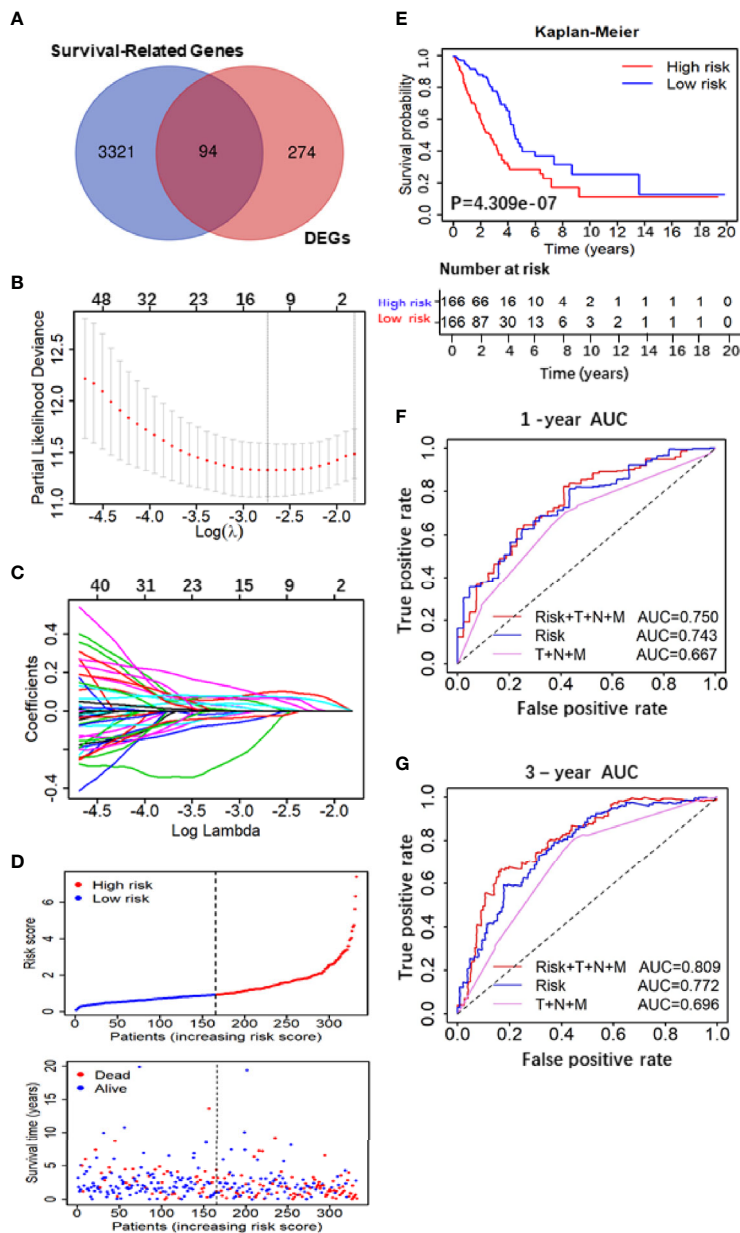 A
Survival-Related Genes
3321 94 274
DEGs
B
48 32 23 16 9 2
Partial Likelihood Deviance
12.5
12.0
11.5
11.0
-4.5 -4.0 -3.5 -3.0 -2.5 -2.0
Log(λ)
C
40 31 23 15 9 2
Coefficients
0.4
0.0
-0.4
-4.5 -4.0 -3.5 -3.0 -2.5 -2.0
Log Lambda
D
High risk
Low risk
Risk score
6
4
2
0
0 50 100 150 200 250 300
Patients (increasing risk score)
Dead
Alive
Survival time (years)
20
15
10
5
0
0 50 100 150 200 250 300
Patients (increasing risk score)
E
Kaplan-Meier
High risk
Low risk
Survival probability
1.0
0.8
0.6
0.4
0.2
0.0
P=4.309e-07
0 2 4 6 8 10 12 14 16 18 20
Time (years)
Number at risk
High risk 166 66 16 10 4 2 1 1 1 1 0
Low risk 166 87 30 13 6 3 2 1 1 1 0
0 2 4 6 8 10 12 14 16 18 20
Time (years)
F
1 -year AUC
True positive rate
1.0
0.8
0.6
0.4
0.2
0.0
Risk+T+N+M AUC=0.750
Risk AUC=0.743
T+N+M AUC=0.667
0.0 0.2 0.4 0.6 0.8 1.0
False positive rate
G
3 – year AUC
True positive rate
1.0
0.8
0.6
0.4
0.2
0.0
Risk+T+N+M AUC=0.809
Risk AUC=0.772
T+N+M AUC=0.696
0.0 0.2 0.4 0.6 0.8 1.0
False positive rate